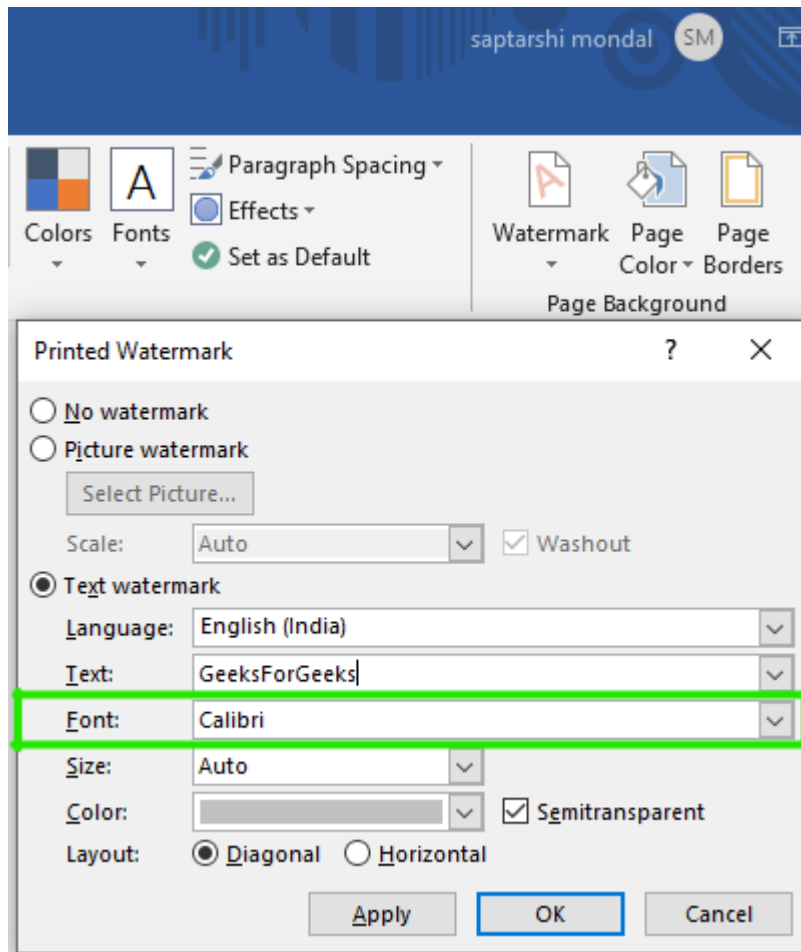 saptarshi mondal SM
A
Paragraph Spacing
Effects
Set as Default
Colors Fonts
A
Watermark Page Color Page Borders
Page Background
Printed Watermark ? X
No watermark
Picture watermark
Select Picture...
Scale: Auto Washout
Text watermark
Language: English (India)
Text: GeeksForGeeks
Font: Calibri
Size: Auto
Color: Semitransparent
Layout: Diagonal Horizontal
Apply OK Cancel